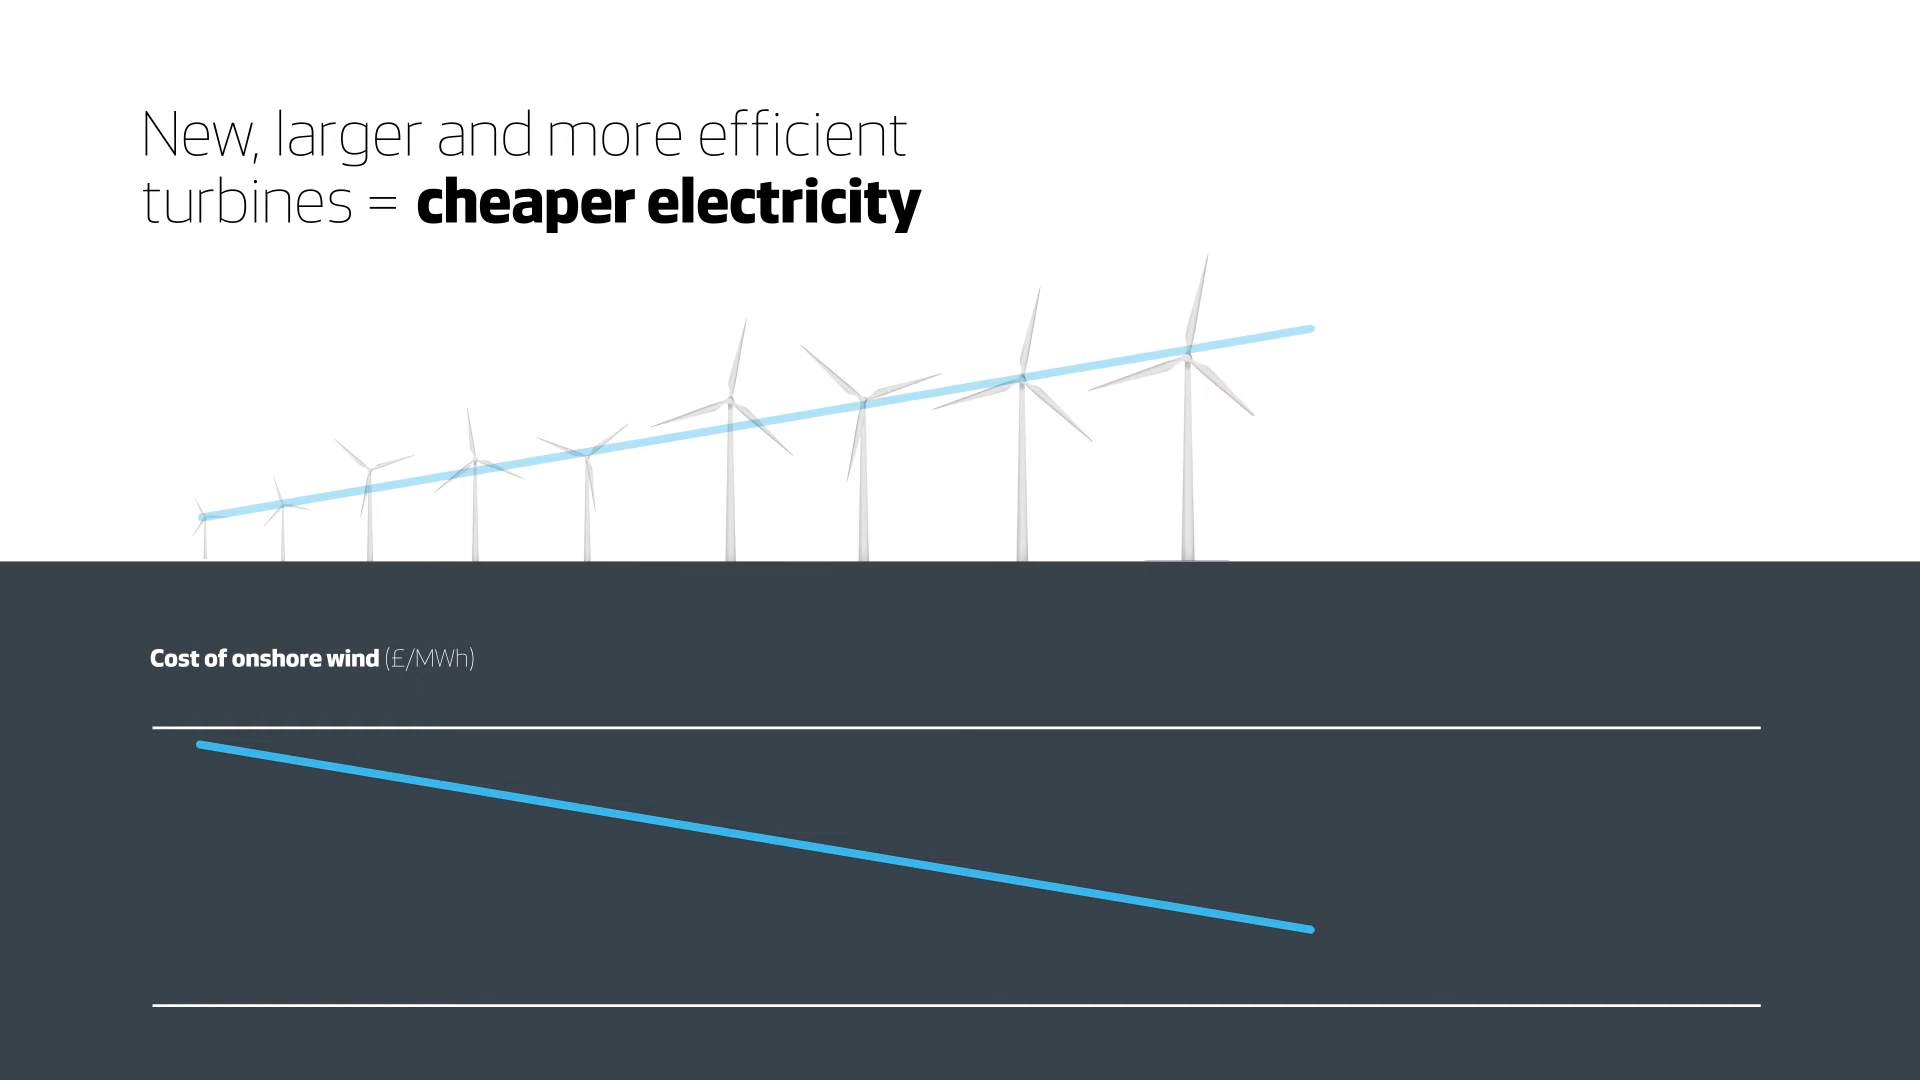 New, larger and more efficient
turbines = cheaper electricity
Cost of onshore wind (£/MWh)